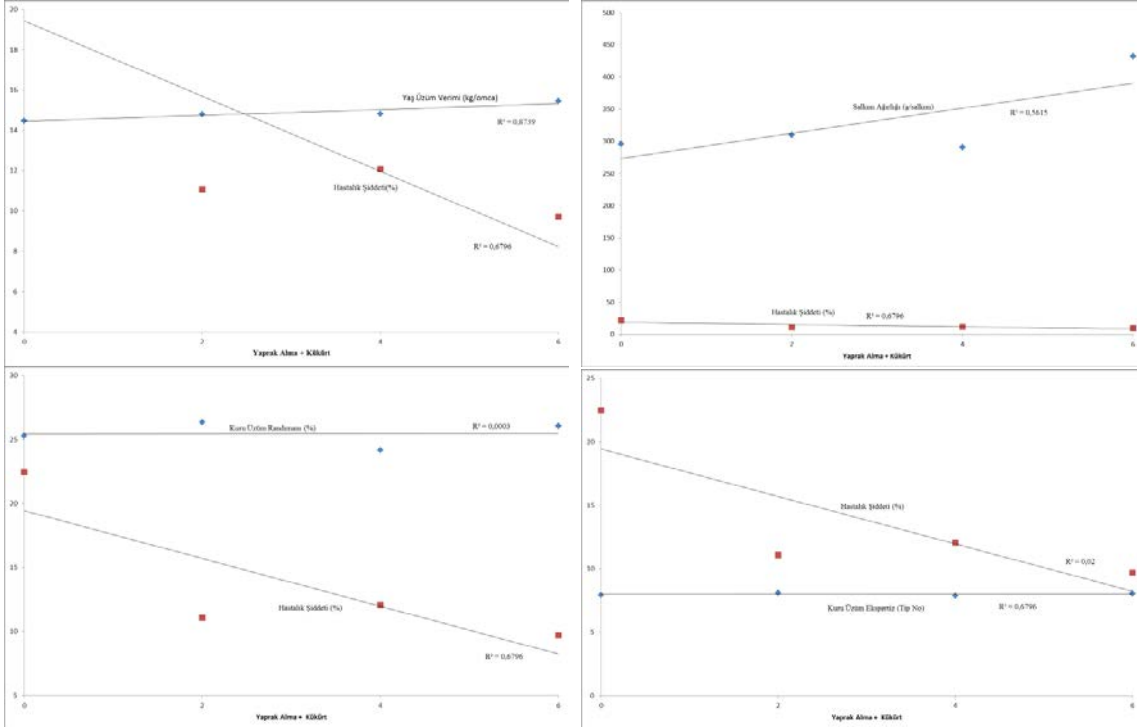 20
18
16
14
12
10
8
6
4
Yaş Üzüm Verimi (kg/omca)
R² = 0,8739
Hastalık Şiddeti(%)
R² = 0,6796
0
2
4
6
Yaprak Alma + Kükürt
500
450
400
350
300
250
200
150
100
50
0
Salkım Ağırlığı (g/salkım)
R² = 0,5615
Hastalık Şiddeti (%)
R² = 0,6796
0
2
4
6
Yaprak Alma + Kükürt
30
25
20
15
10
5
Kuru Üzüm Randımanı (%)
R² = 0,0003
Hastalık Şiddeti (%)
R² = 0,6796
0
2
4
6
Yaprak Alma + Kükürt
25
20
15
10
5
0
Hastalık Şiddeti (%)
R² = 0,02
Kuru Üzüm Ekspertiz (Tip No)
R² = 0,6796
0
2
4
6
Yaprak Alma + Kükürt